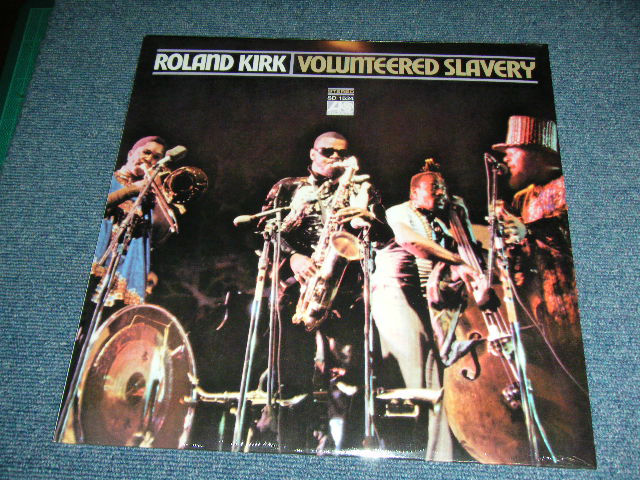 ROLAND KIRK VOLUNTEERED SLAVERY
STEREO
SD 1534